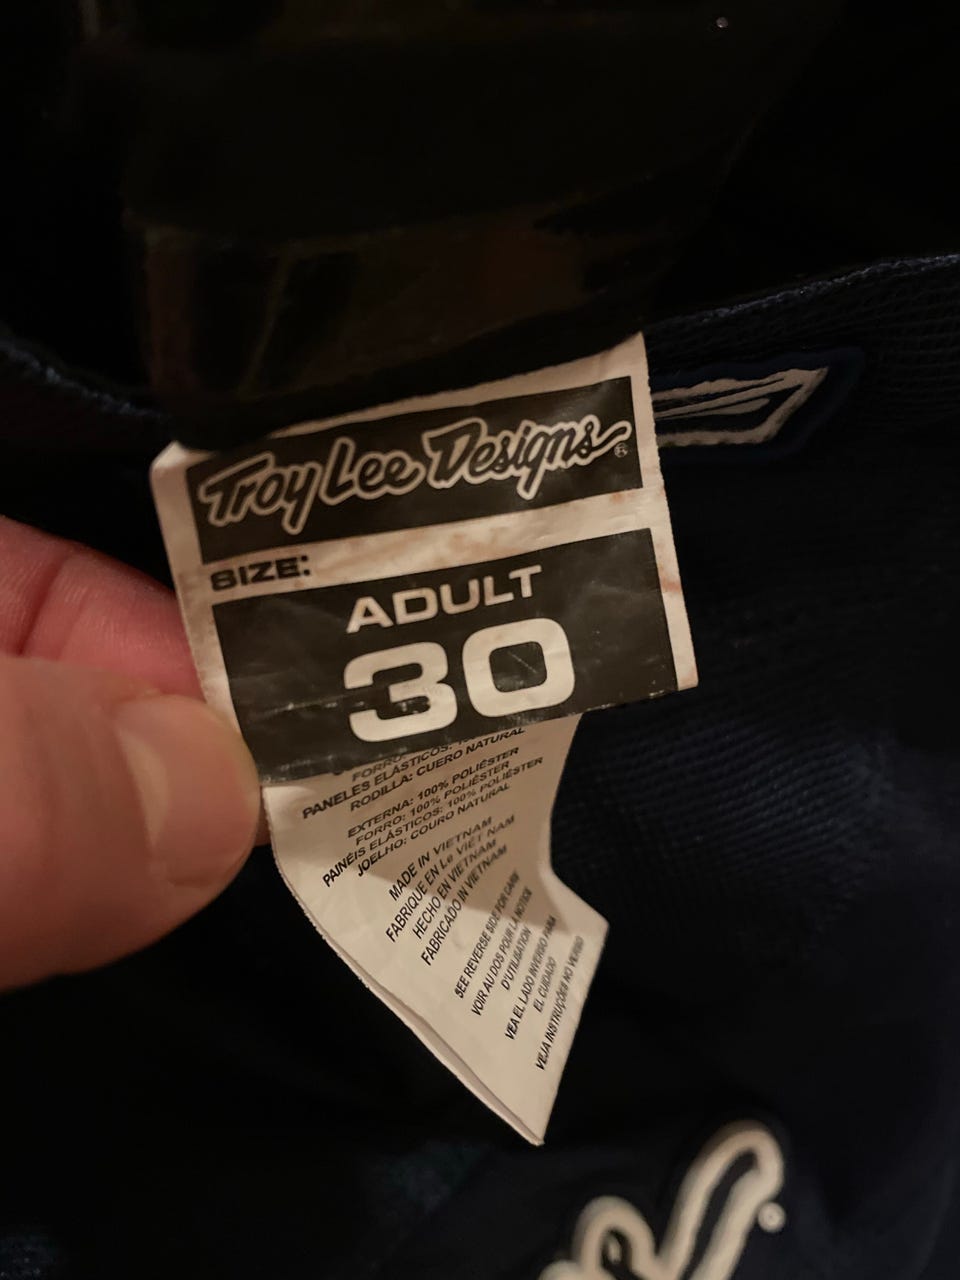 Troy Lee Designs®
SIZE:
ADULT
30
PANELES ELÁSTICOS:
RODILLA: CUERO NATURAL
EXTERNA: 100% POLIÉSTER
FORRO: 100% POLIÉSTER
PAINÉIS ELÁSTICOS: 100% POLIÉSTER
JOELHO: COURO NATURAL
MADE IN VIETNAM
FABRIQUE EN Le VIET NAM
HECHO EN VIETNAM
FABRICADO IN VIETNAM
SEE REVERSE SIDE FOR CARE
VOIR AU DOS POUR LA NOTICE
D'UTILISATION
VEA EL LADO INVERSO PARA
EL CUIDADO
VEJA INSTRUÇÕES NO VERSO